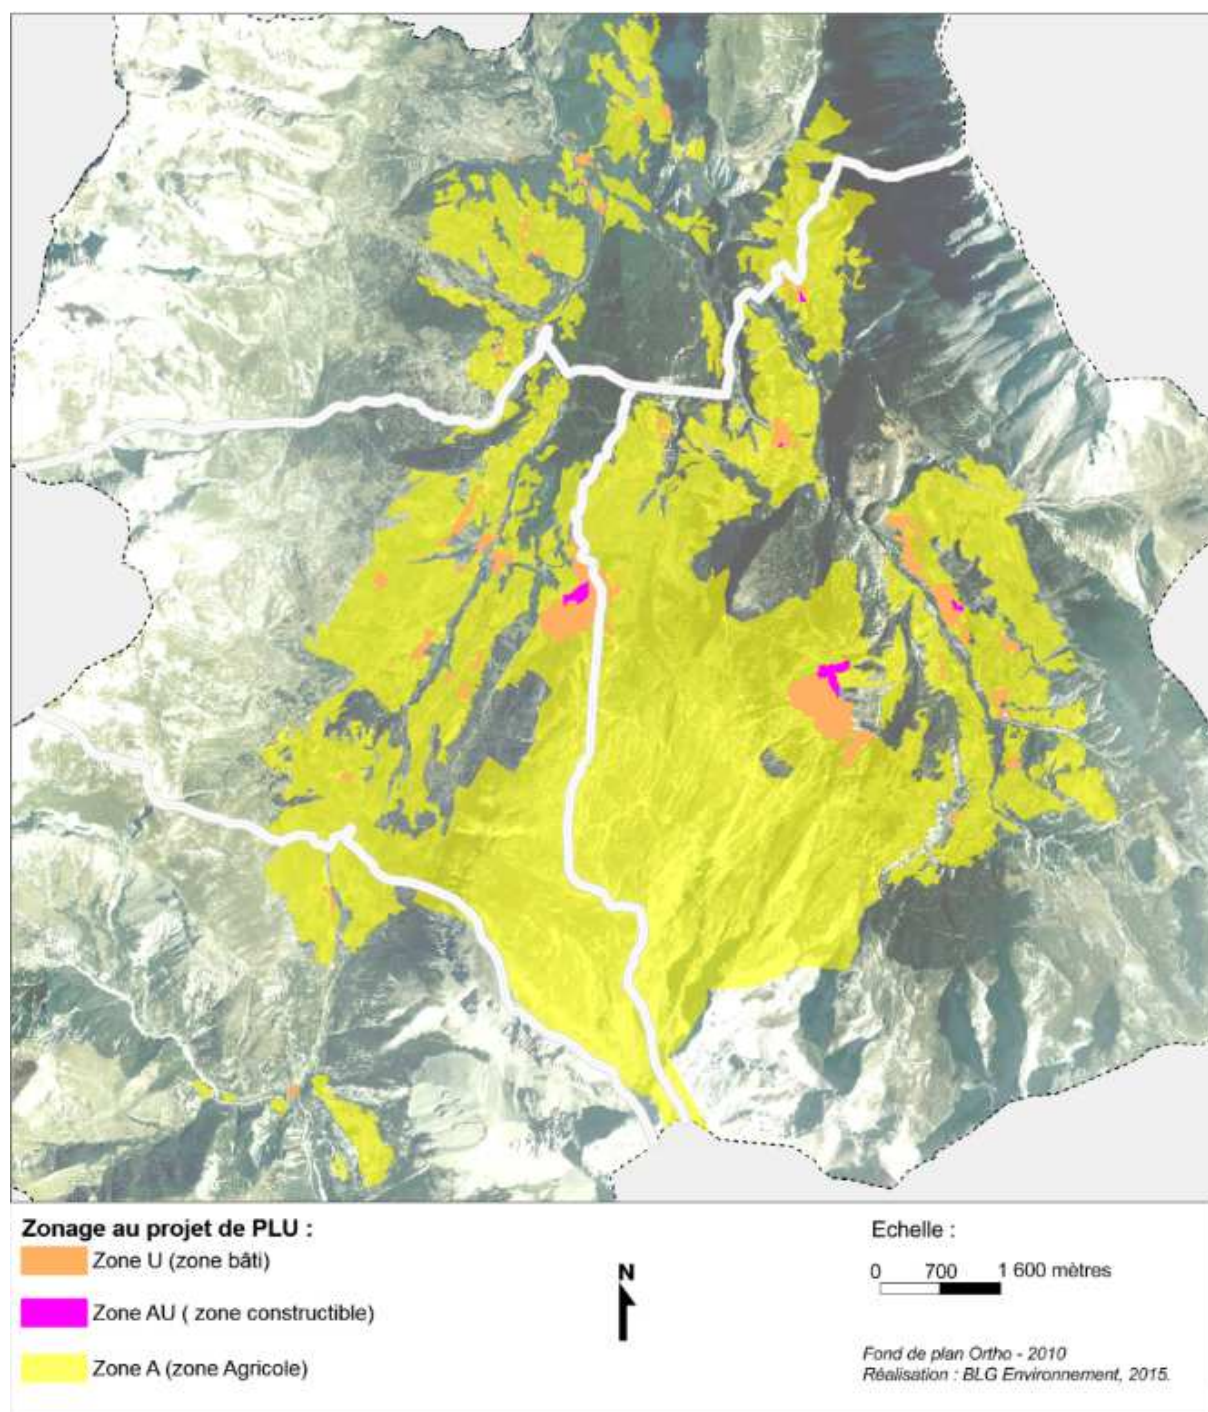 Zonage au projet de PLU :
Zone U (zone bâti)
Zone AU ( zone constructible)
Zone A (zone Agricole)
N
Echelle :
0 700 1 600 mètres
Fond de plan Ortho - 2010
Réalisation : BLG Environnement, 2015.